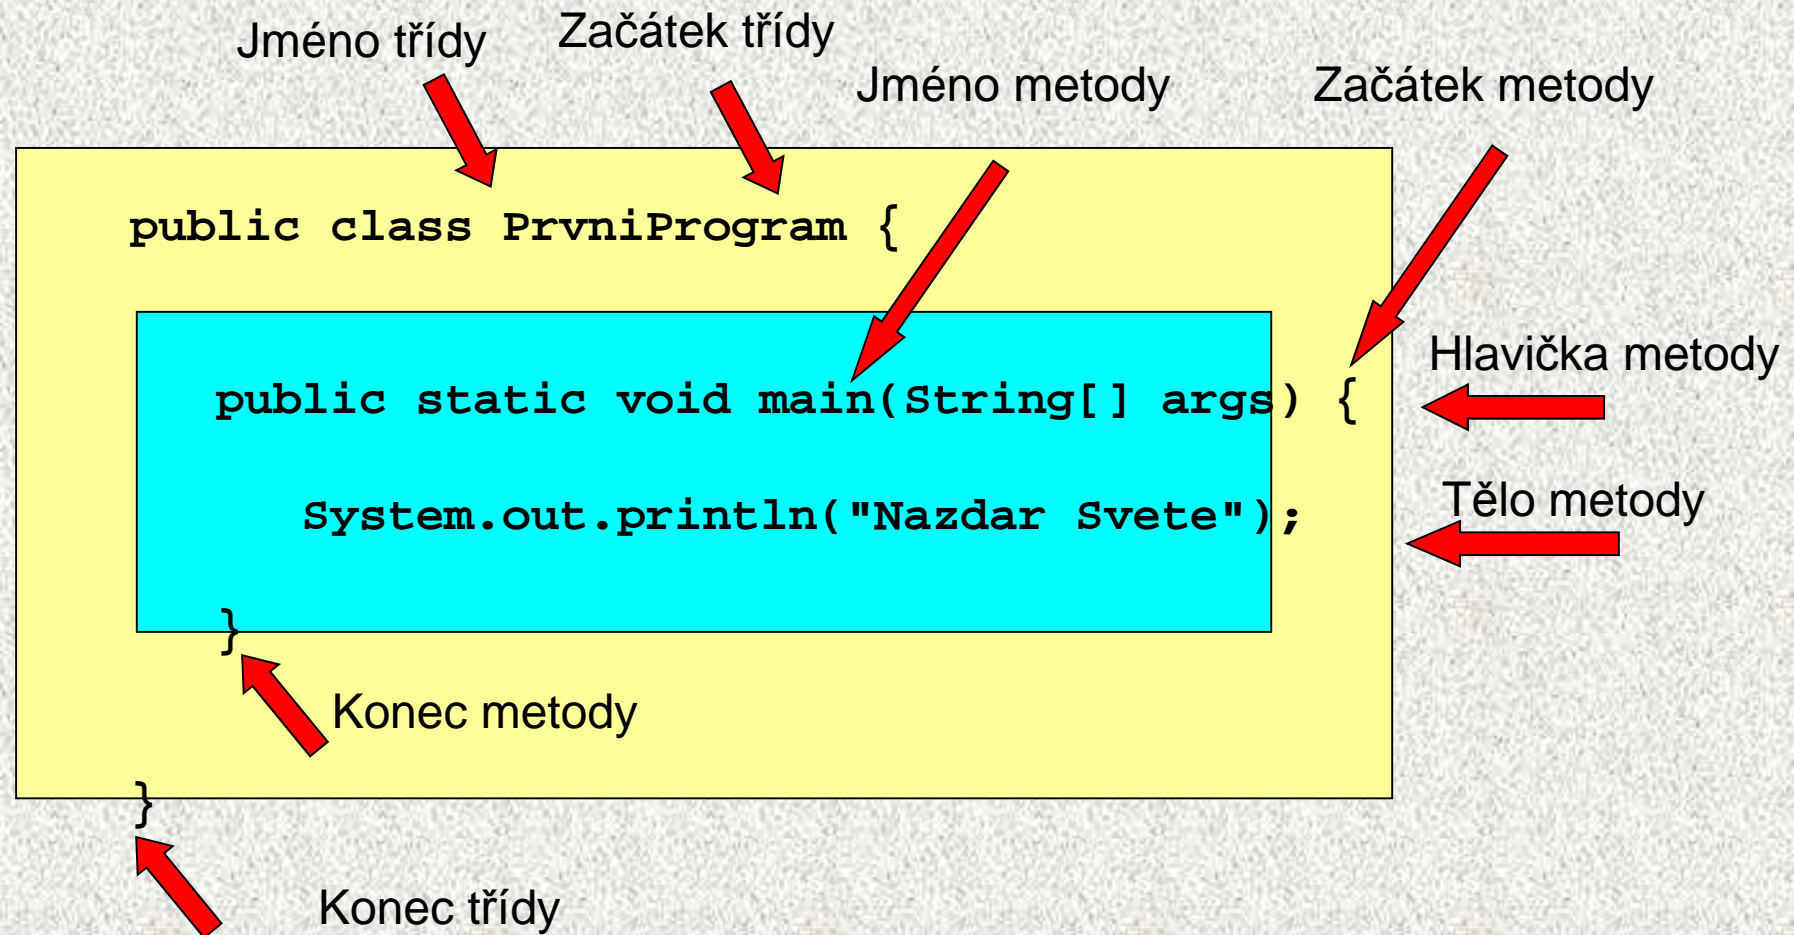 Jméno třídy
Začátek třídy
Jméno metody
Začátek metody
public class PrvniProgram {
public static void main(String[] args) {
Hlavička metody
System.out.println("Nazdar Svete");
Tělo metody
}
Konec metody
}
Konec třídy